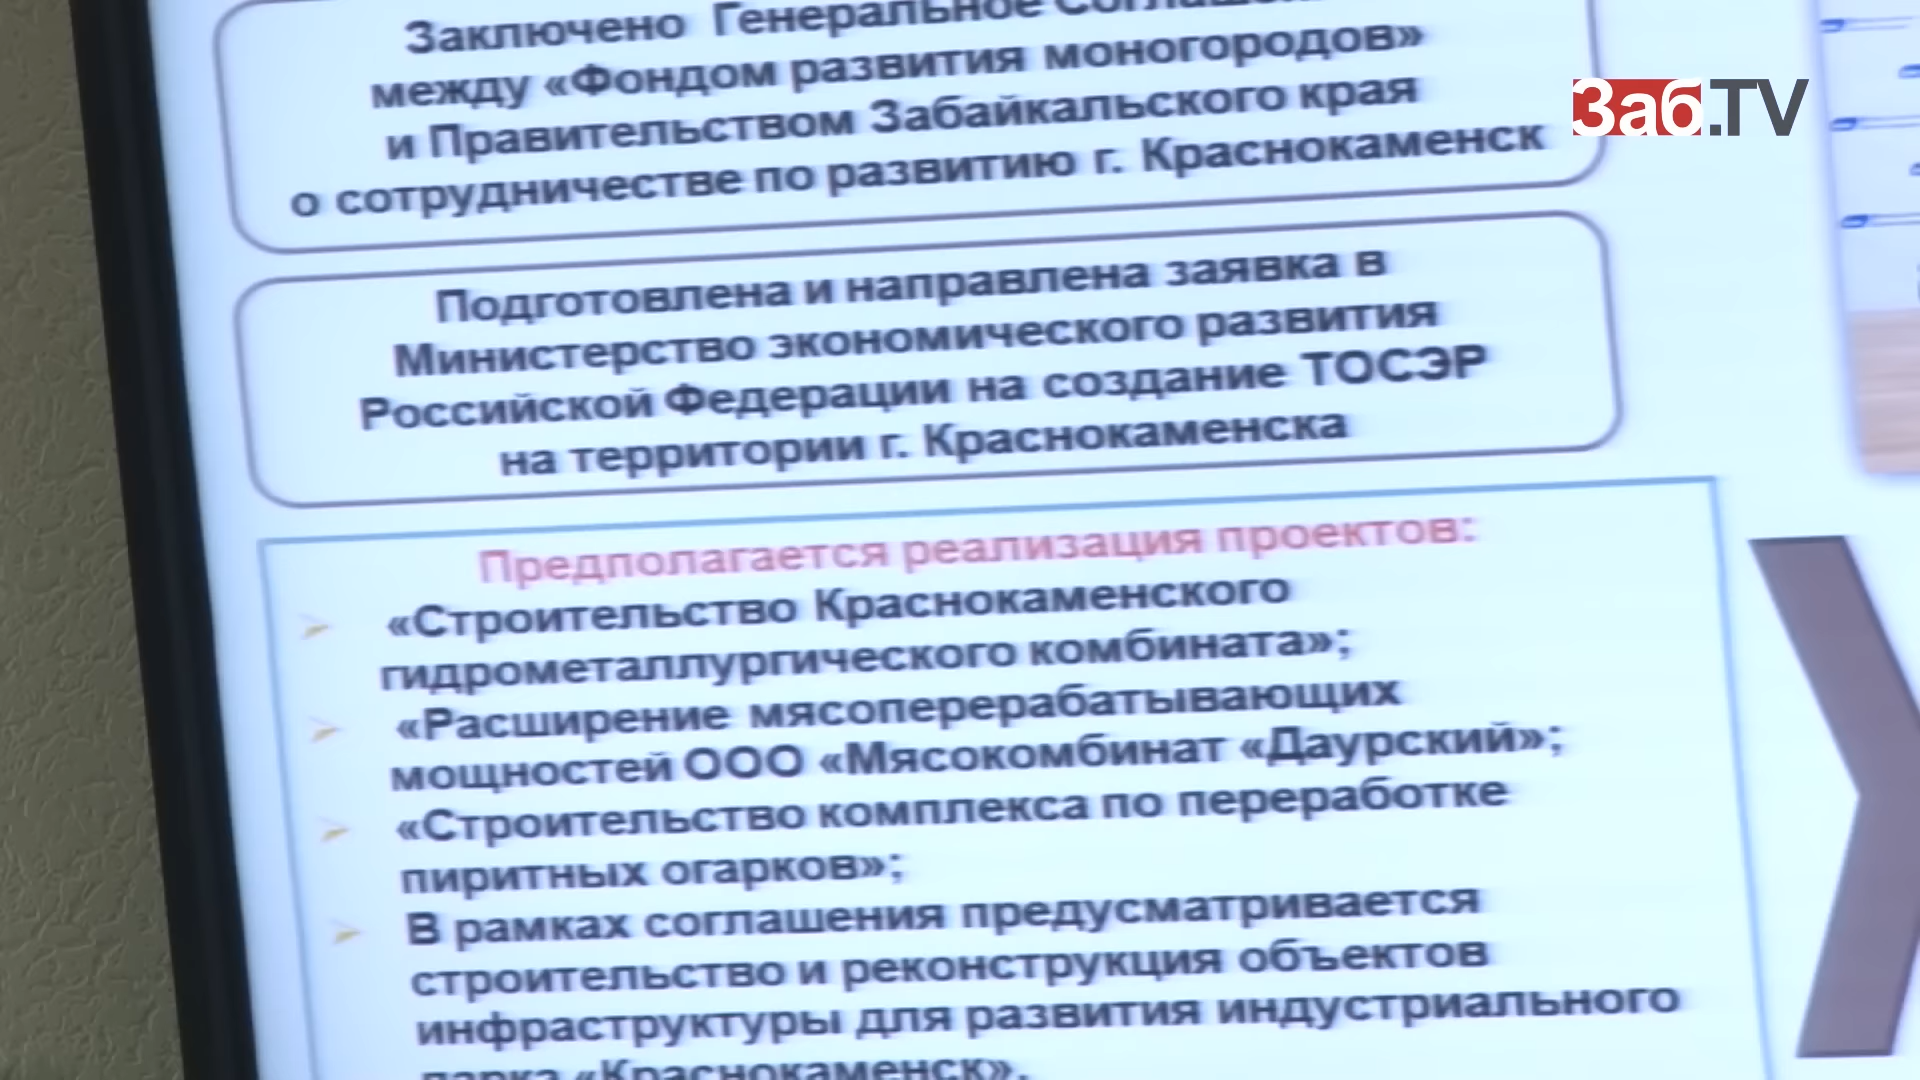 Заключено Генеральное Соглашение
между «Фондом развития моногородов»
и Правительством Забайкальского края
о сотрудничестве по развитию г. Краснокаменск
Заб.TV
Подготовлена и направлена заявка в
Министерство экономического развития
Российской Федерации на создание ТОСЭР
на территории г. Краснокаменска
Предполагается реализация проектов:
«Строительство Краснокаменского
гидрометаллургического комбината»;
«Расширение мясоперерабатывающих
мощностей ООО «Мясокомбинат «Даурский»;
«Строительство комплекса по переработке
пиритных огарков»;
В рамках соглашения предусматривается
строительство и реконструкция объектов
инфраструктуры для развития индустриального
парка «Краснокаменск».